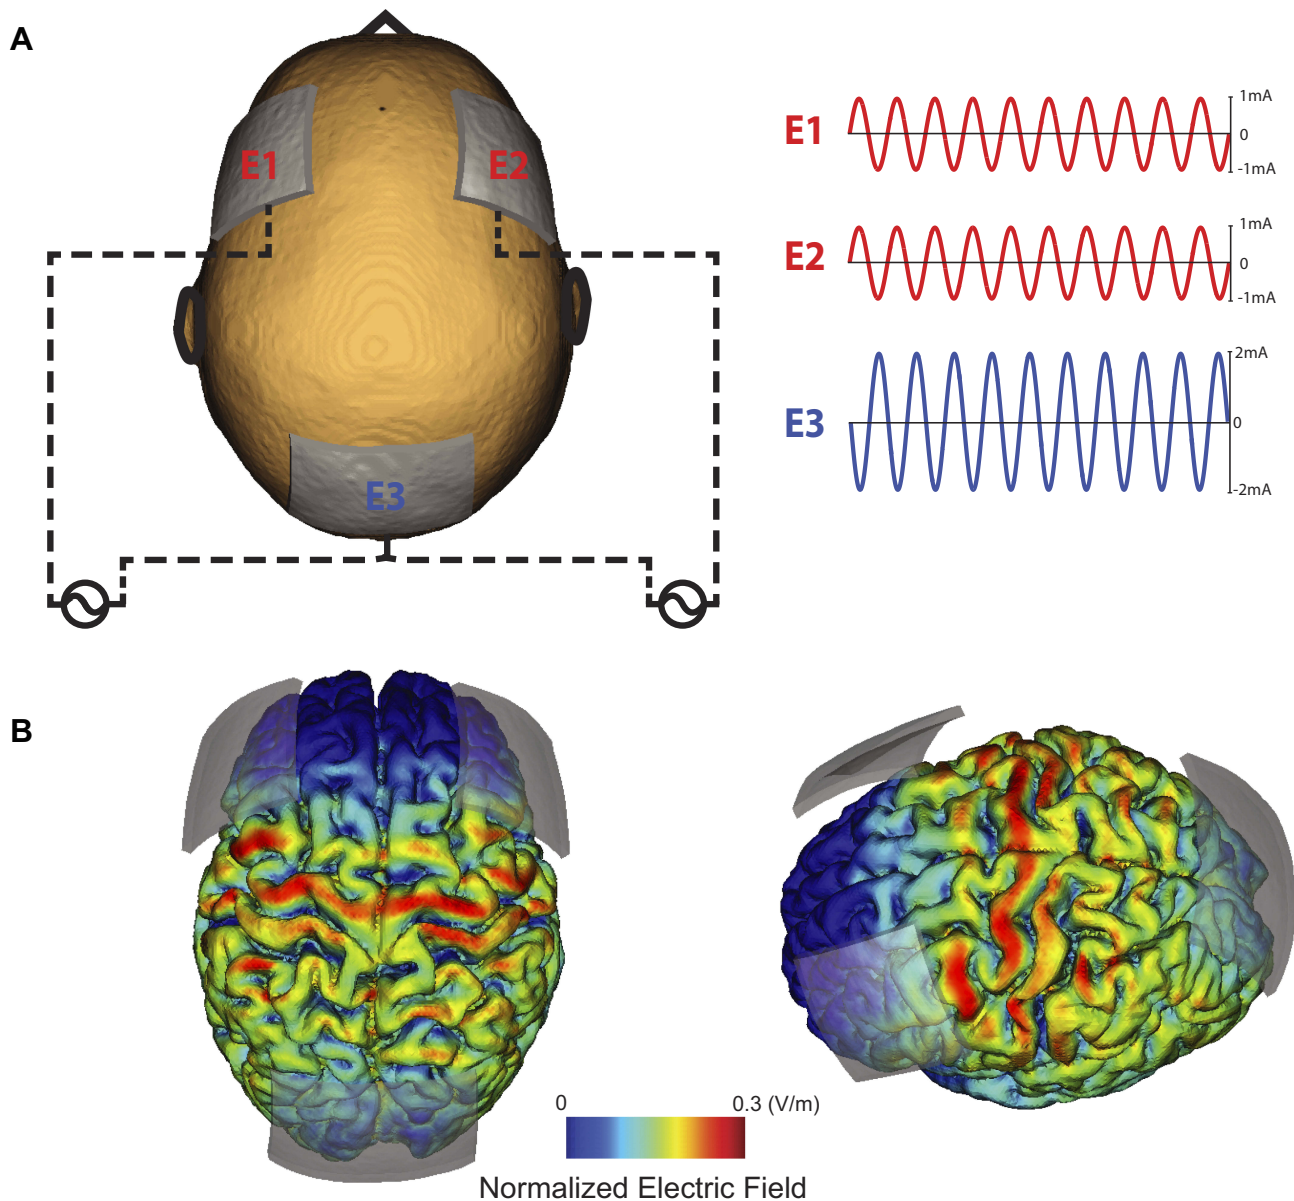 A
E1
E2
E3
E1
1mA
0
-1mA
E2
1mA
0
-1mA
E3
2mA
0
-2mA
B
0
0.3 (V/m)
Normalized Electric Field